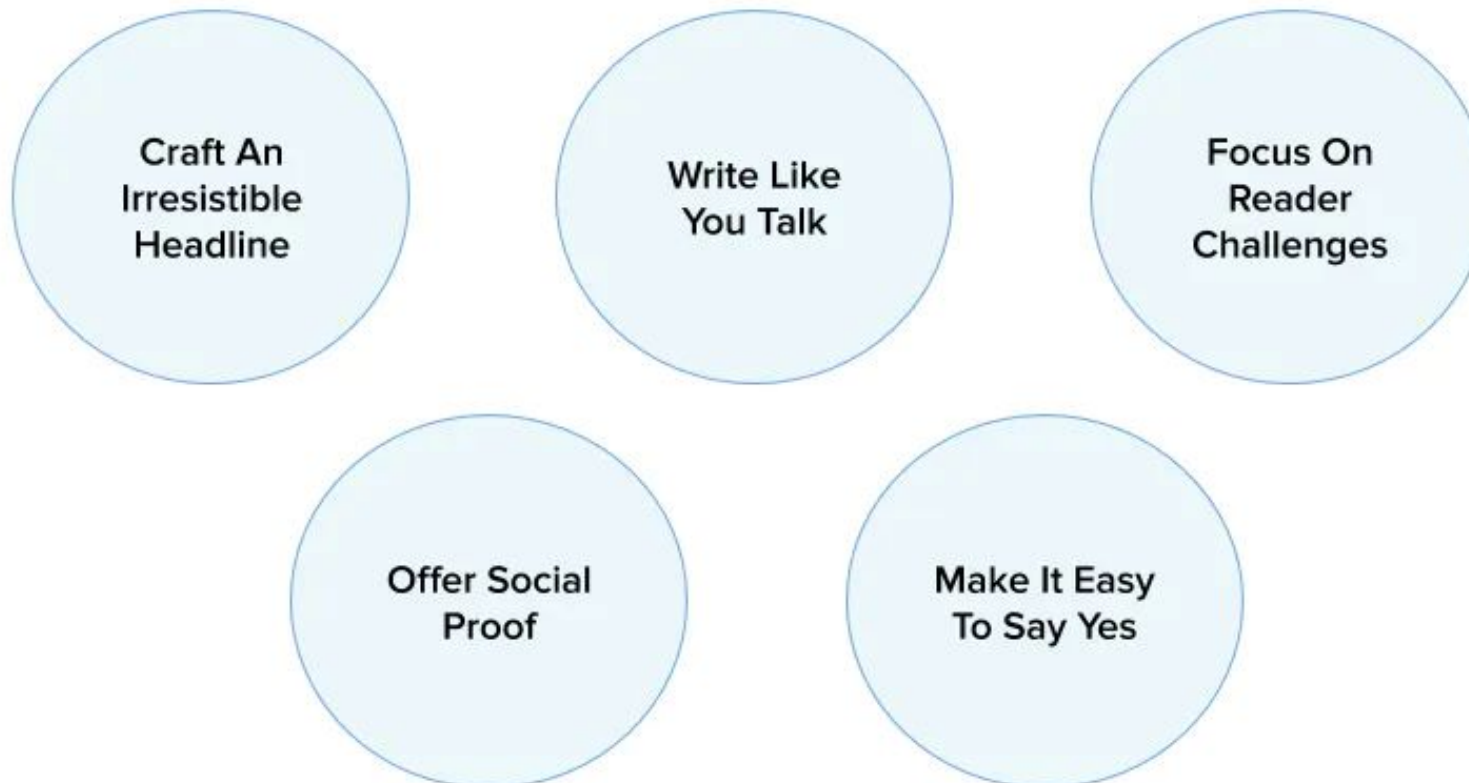 Craft An
Irresistible
Headline
Write Like
You Talk
Focus On
Reader
Challenges
Offer Social
Proof
Make It Easy
To Say Yes